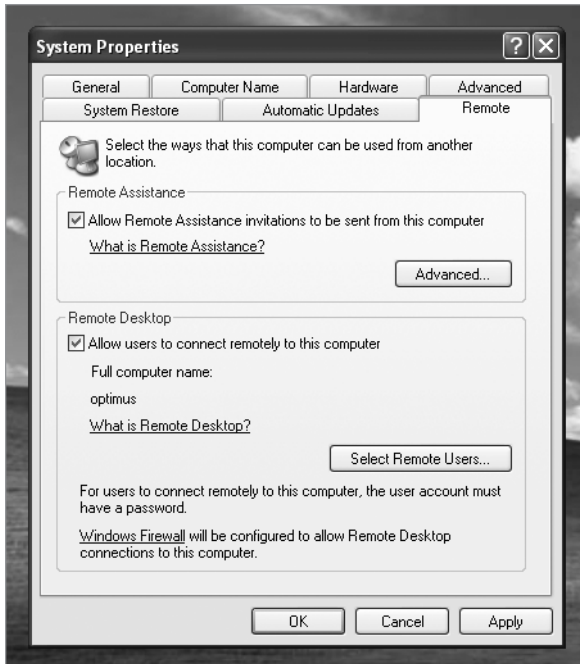 System Properties
General Computer Name Hardware Advanced
System Restore Automatic Updates Remote
Select the ways that this computer can be used from another
location.
Remote Assistance
Allow Remote Assistance invitations to be sent from this computer
What is Remote Assistance?
Advanced...
Remote Desktop
Allow users to connect remotely to this computer
Full computer name:
optimus
What is Remote Desktop?
Select Remote Users...
For users to connect remotely to this computer, the user account must
have a password.
Windows Firewall will be configured to allow Remote Desktop
connections to this computer.
OK Cancel Apply